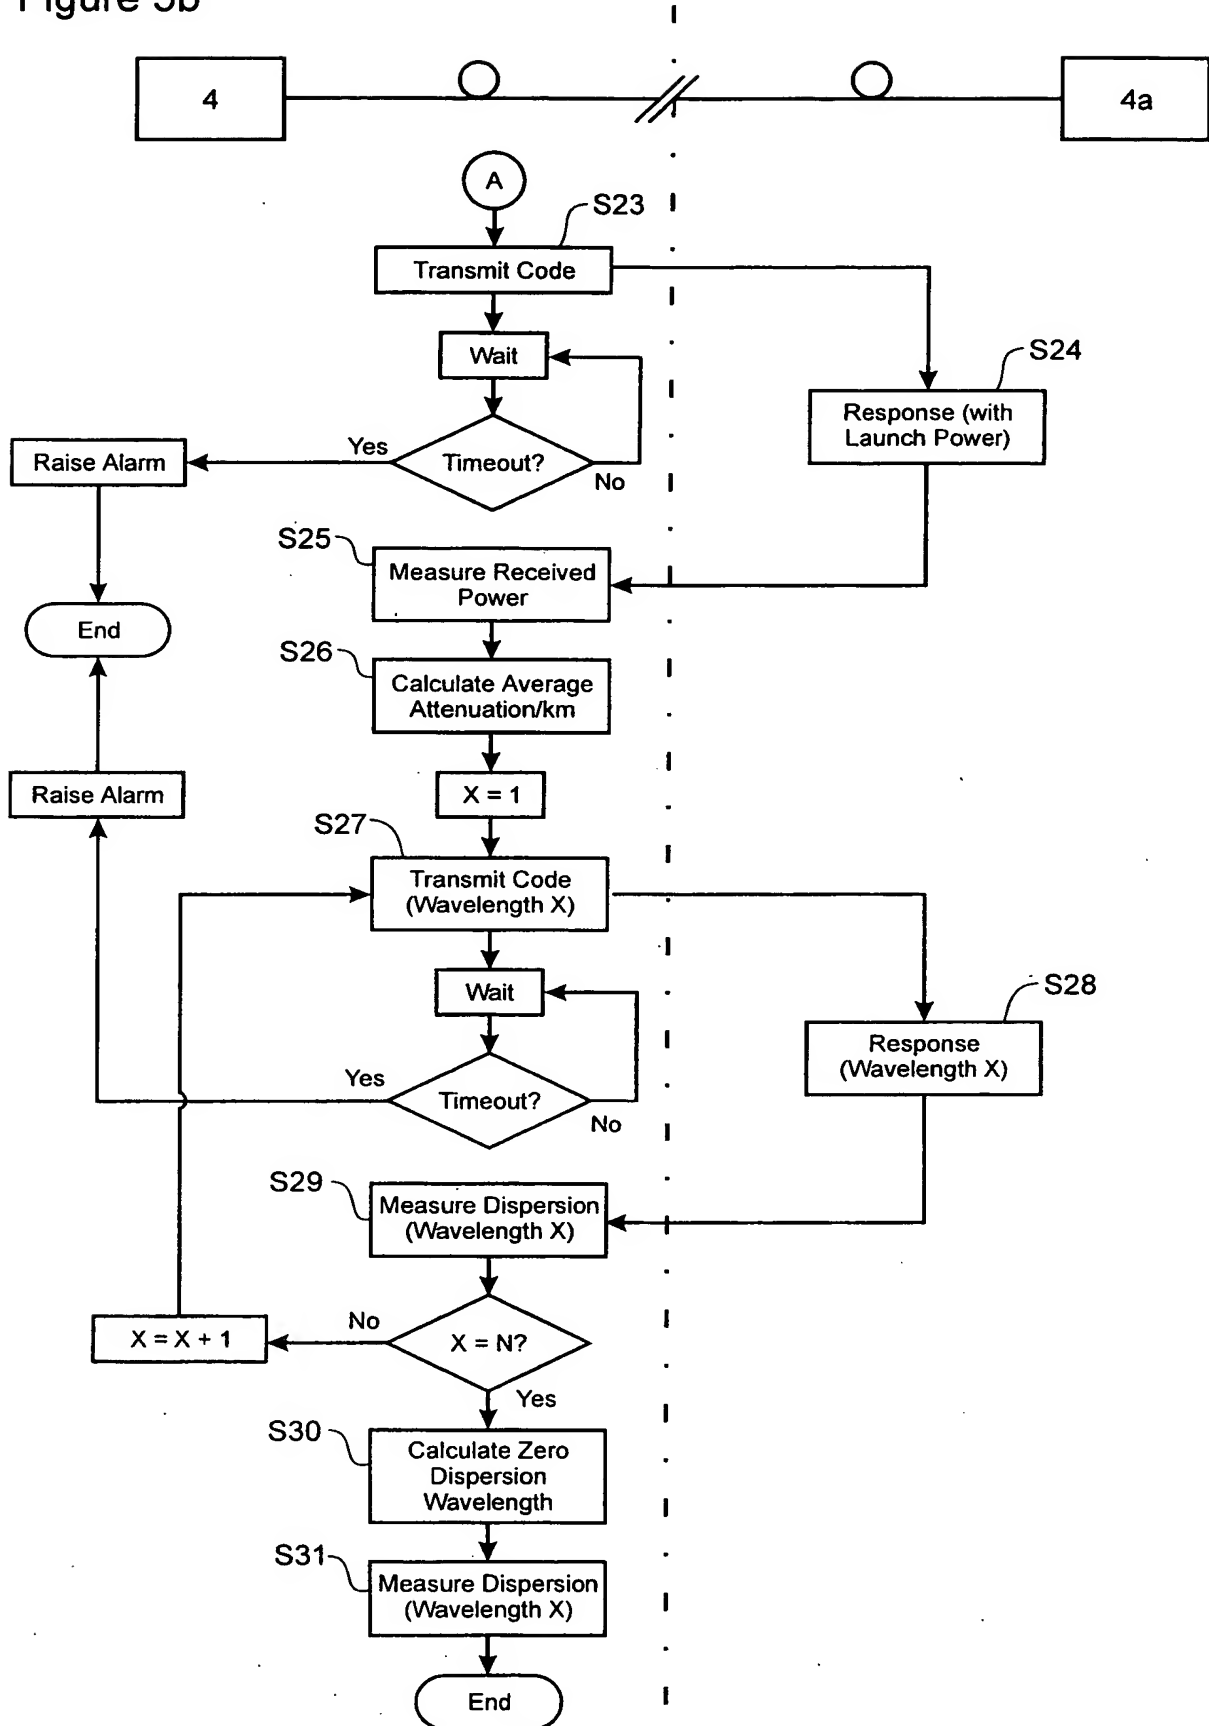 Figure 5b
4
4a
A
S23
Transmit Code
Wait
S24
Response (with
Launch Power)
Yes
Timeout?
No
Raise Alarm
S25
Measure Received
Power
End
S26
Calculate Average
Attenuation/km
Raise Alarm
X = 1
S27
Transmit Code
(Wavelength X)
Wait
S28
Response
(Wavelength X)
Yes
Timeout?
No
S29
Measure Dispersion
(Wavelength X)
No
X = X + 1
X = N?
Yes
S30
Calculate Zero
Dispersion
Wavelength
S31
Measure Dispersion
(Wavelength X)
End